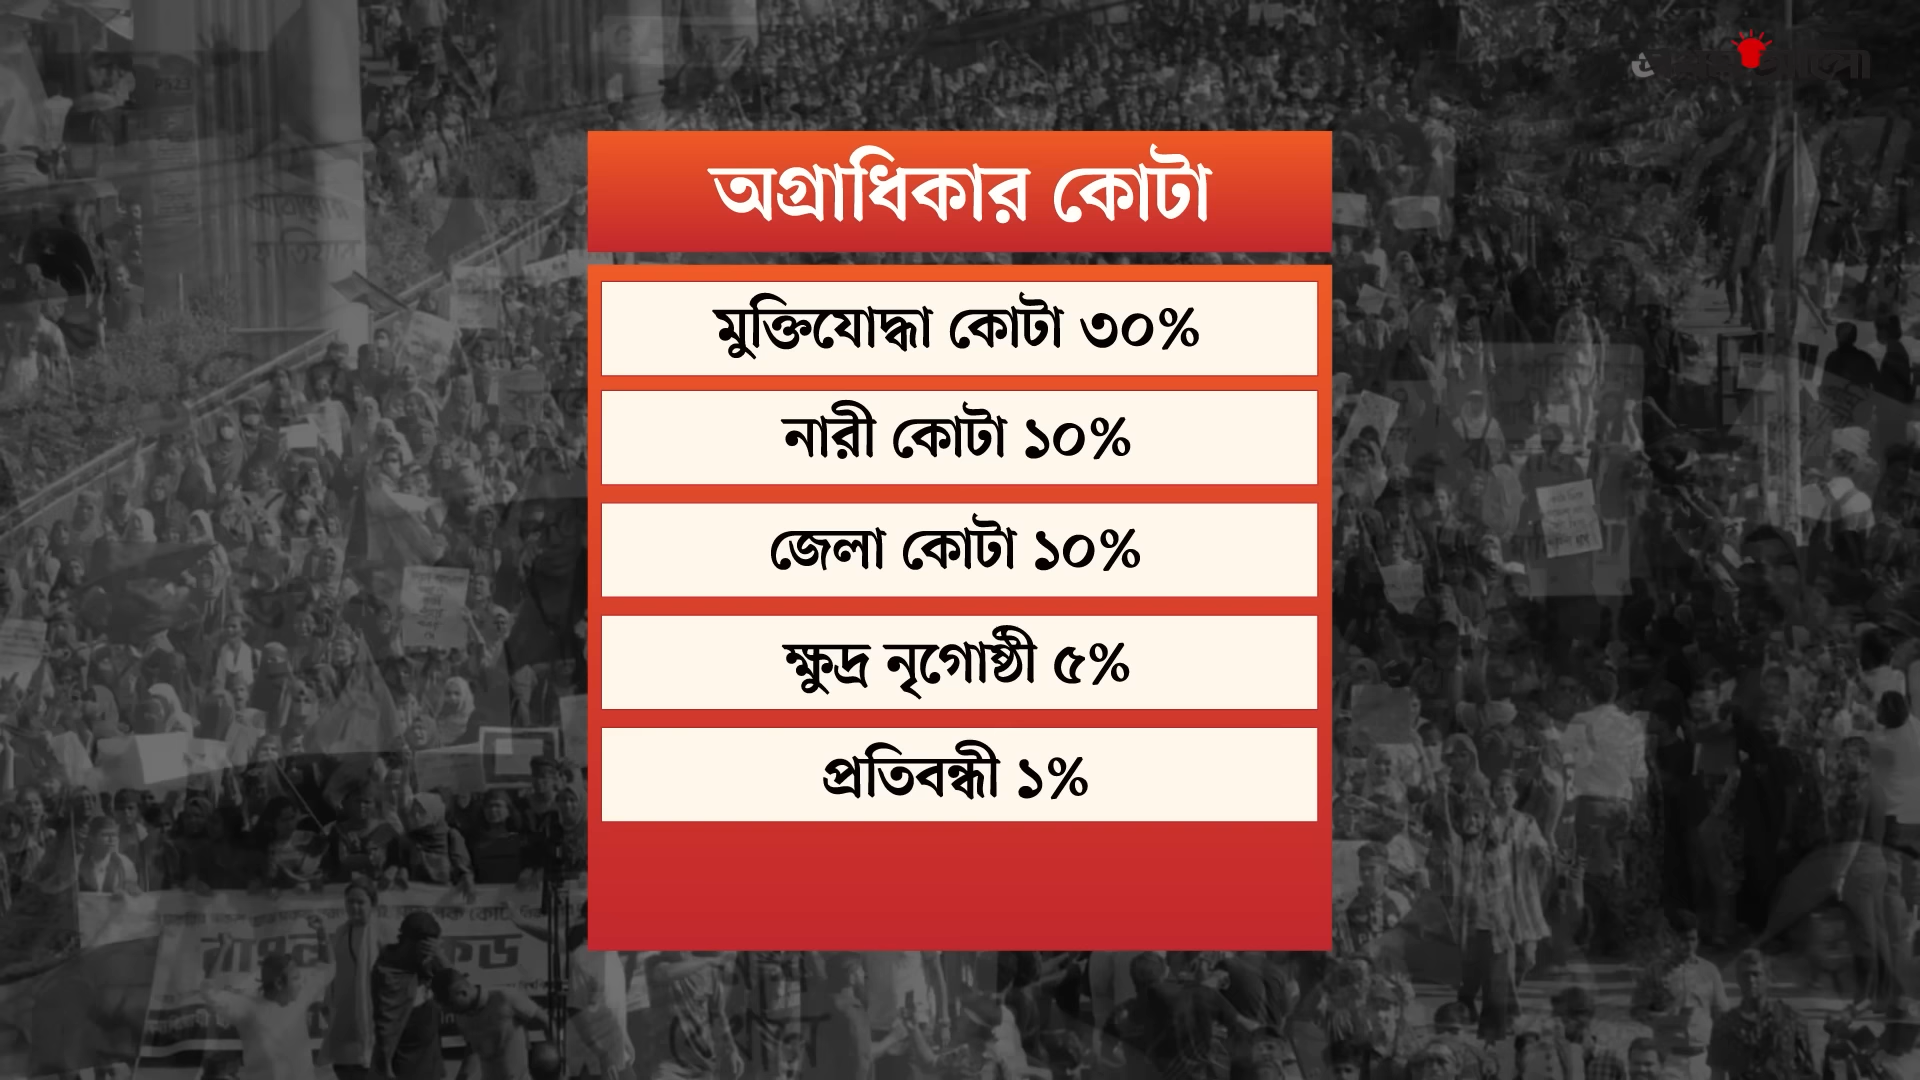 অগ্রাধিকার কোটা
মুক্তিযোদ্ধা কোটা ৩০%
নারী কোটা ১০%
জেলা কোটা ১০%
ক্ষুদ্র নৃগোষ্ঠী ৫%
প্রতিবন্ধী ১%